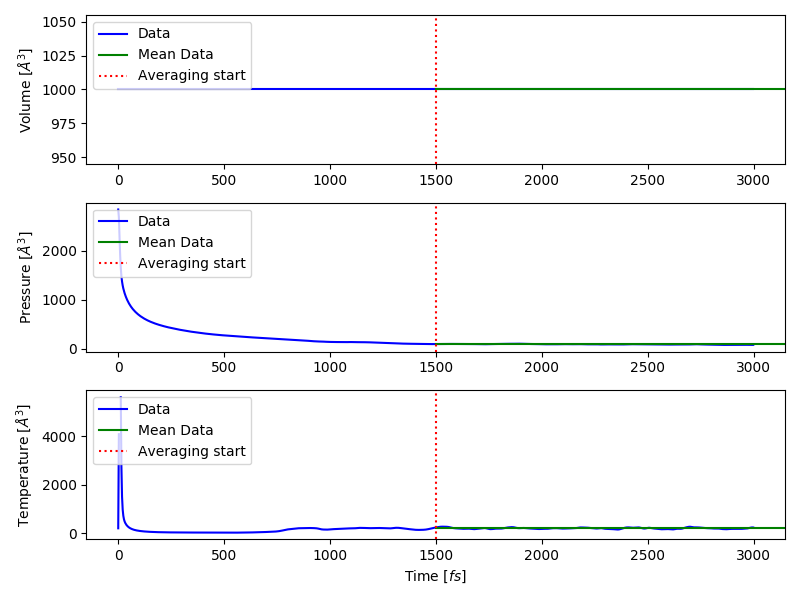 1050
1025
1000
975
950
Volume [Å³]
Data
Mean Data
Averaging start
0 500 1000 1500 2000 2500 3000
2000
1000
0
Pressure [Å³]
Data
Mean Data
Averaging start
0 500 1000 1500 2000 2500 3000
4000
2000
0
Temperature [Å³]
Data
Mean Data
Averaging start
0 500 1000 1500 2000 2500 3000
Time [fs]